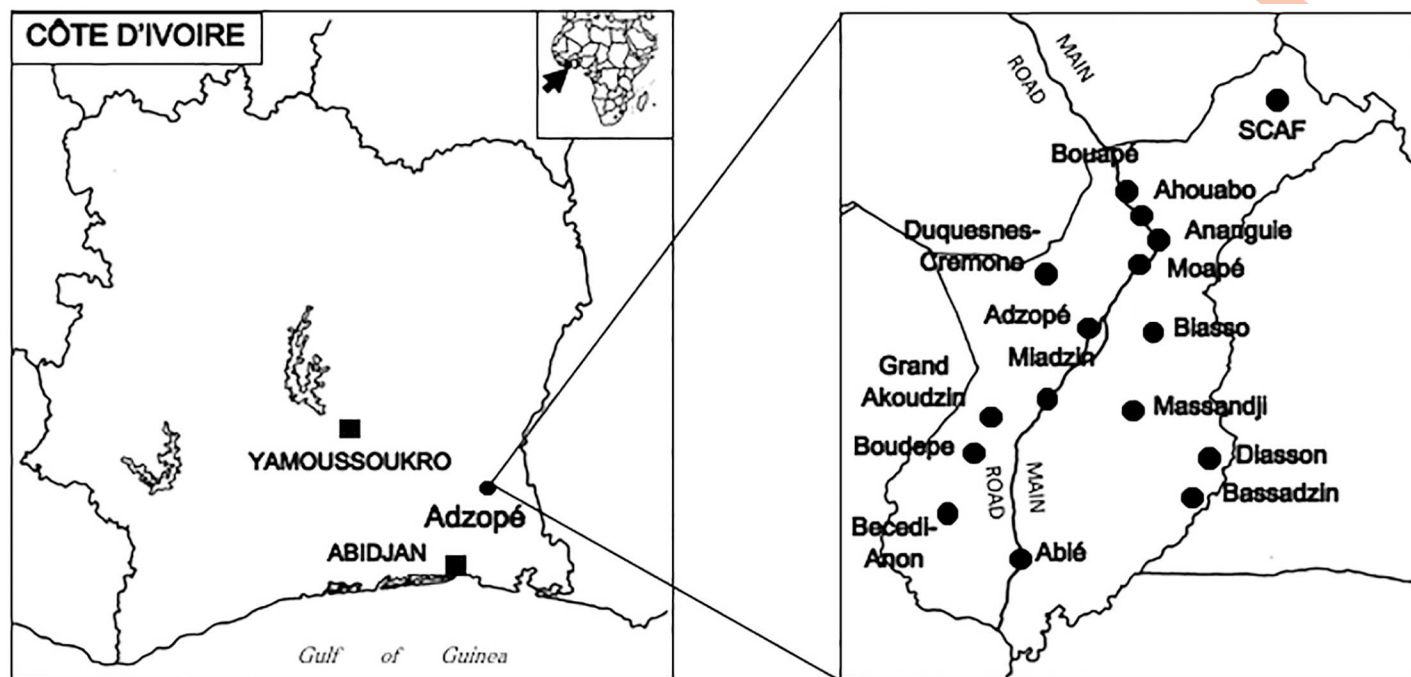 CÔTE D'IVOIRE
YAMOUSSOUKRO
Adzopé
ABIDJAN
Gulf of Guinea
MAIN
ROAD
SCAF
Bouapé
Ahouabo
Ananguie
Duquesnes-
Cremone
Moapé
Adzopé
Biasso
Miadzin
Grand
Akoudzin
Massandji
Boudepe
Diasson
ROAD
MAIN
Bassadzin
Becedi-
Anon
Abié